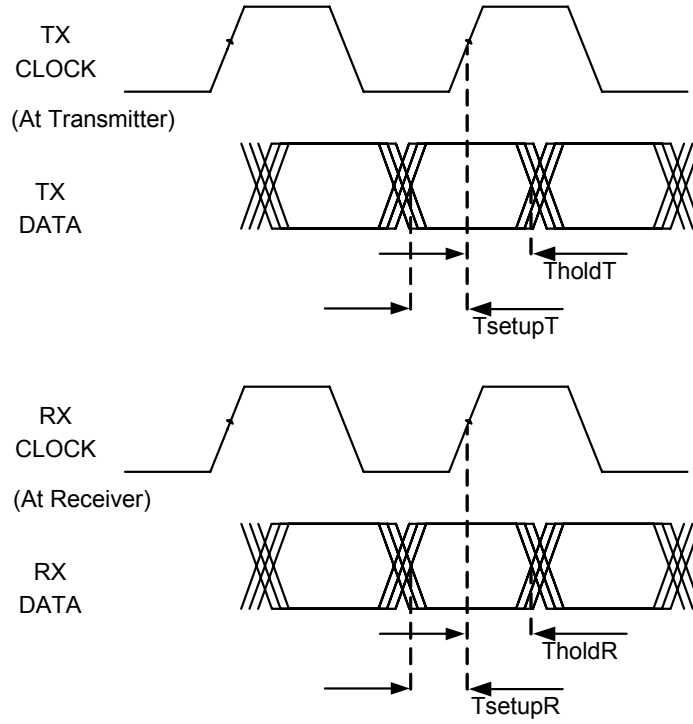 TX
CLOCK
(At Transmitter)
TX
DATA
TholdT
TsetupT
RX
CLOCK
(At Receiver)
RX
DATA
TholdR
TsetupR